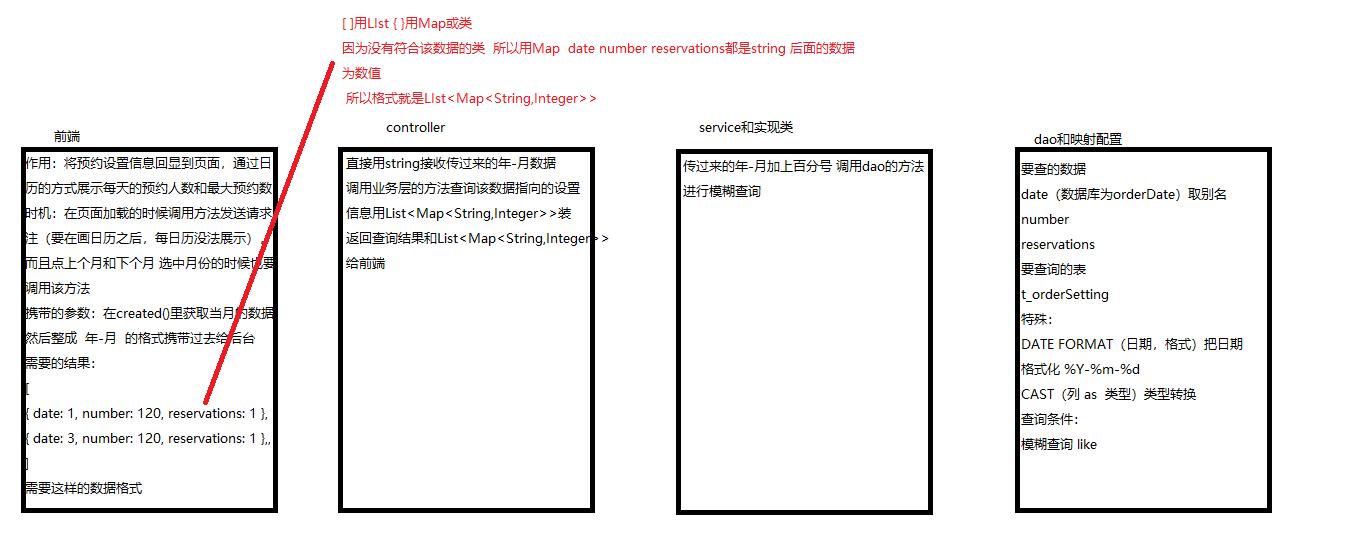 [ ]用LIst { }用Map或类
因为没有符合该数据的类  所以用Map  date number reservations都是string 后面的数据
为数值
所以格式就是LIst<Map<String,Integer>>
前端
作用：将预约设置信息回显到页面，通过日
历的方式展示每天的预约人数和最大预约数
时机：在页面加载的时候调用方法发送请求
注（要在画日历之后，每日历没法展示）
而且点上个月和下个月 选中月份的时候也要
调用该方法
携带的参数：在created()里获取当月的数据
然后整成  年-月  的格式携带过去给后台
需要的结果：
[
{ date: 1, number: 120, reservations: 1 },
{ date: 3, number: 120, reservations: 1 },,
]
需要这样的数据格式
controller
直接用string接收传过来的年-月数据
调用业务层的方法查询该数据指向的设置
信息用List<Map<String,Integer>>装
返回查询结果和List<Map<String,Integer>>
给前端
service和实现类
传过来的年-月加上百分号 调用dao的方法
进行模糊查询
dao和映射配置
要查的数据
date（数据库为orderDate）取别名
number
reservations
要查询的表
t_orderSetting
特殊：
DATE FORMAT（日期，格式）把日期
格式化 %Y-%m-%d
CAST（列 as  类型）类型转换
查询条件：
模糊查询 like